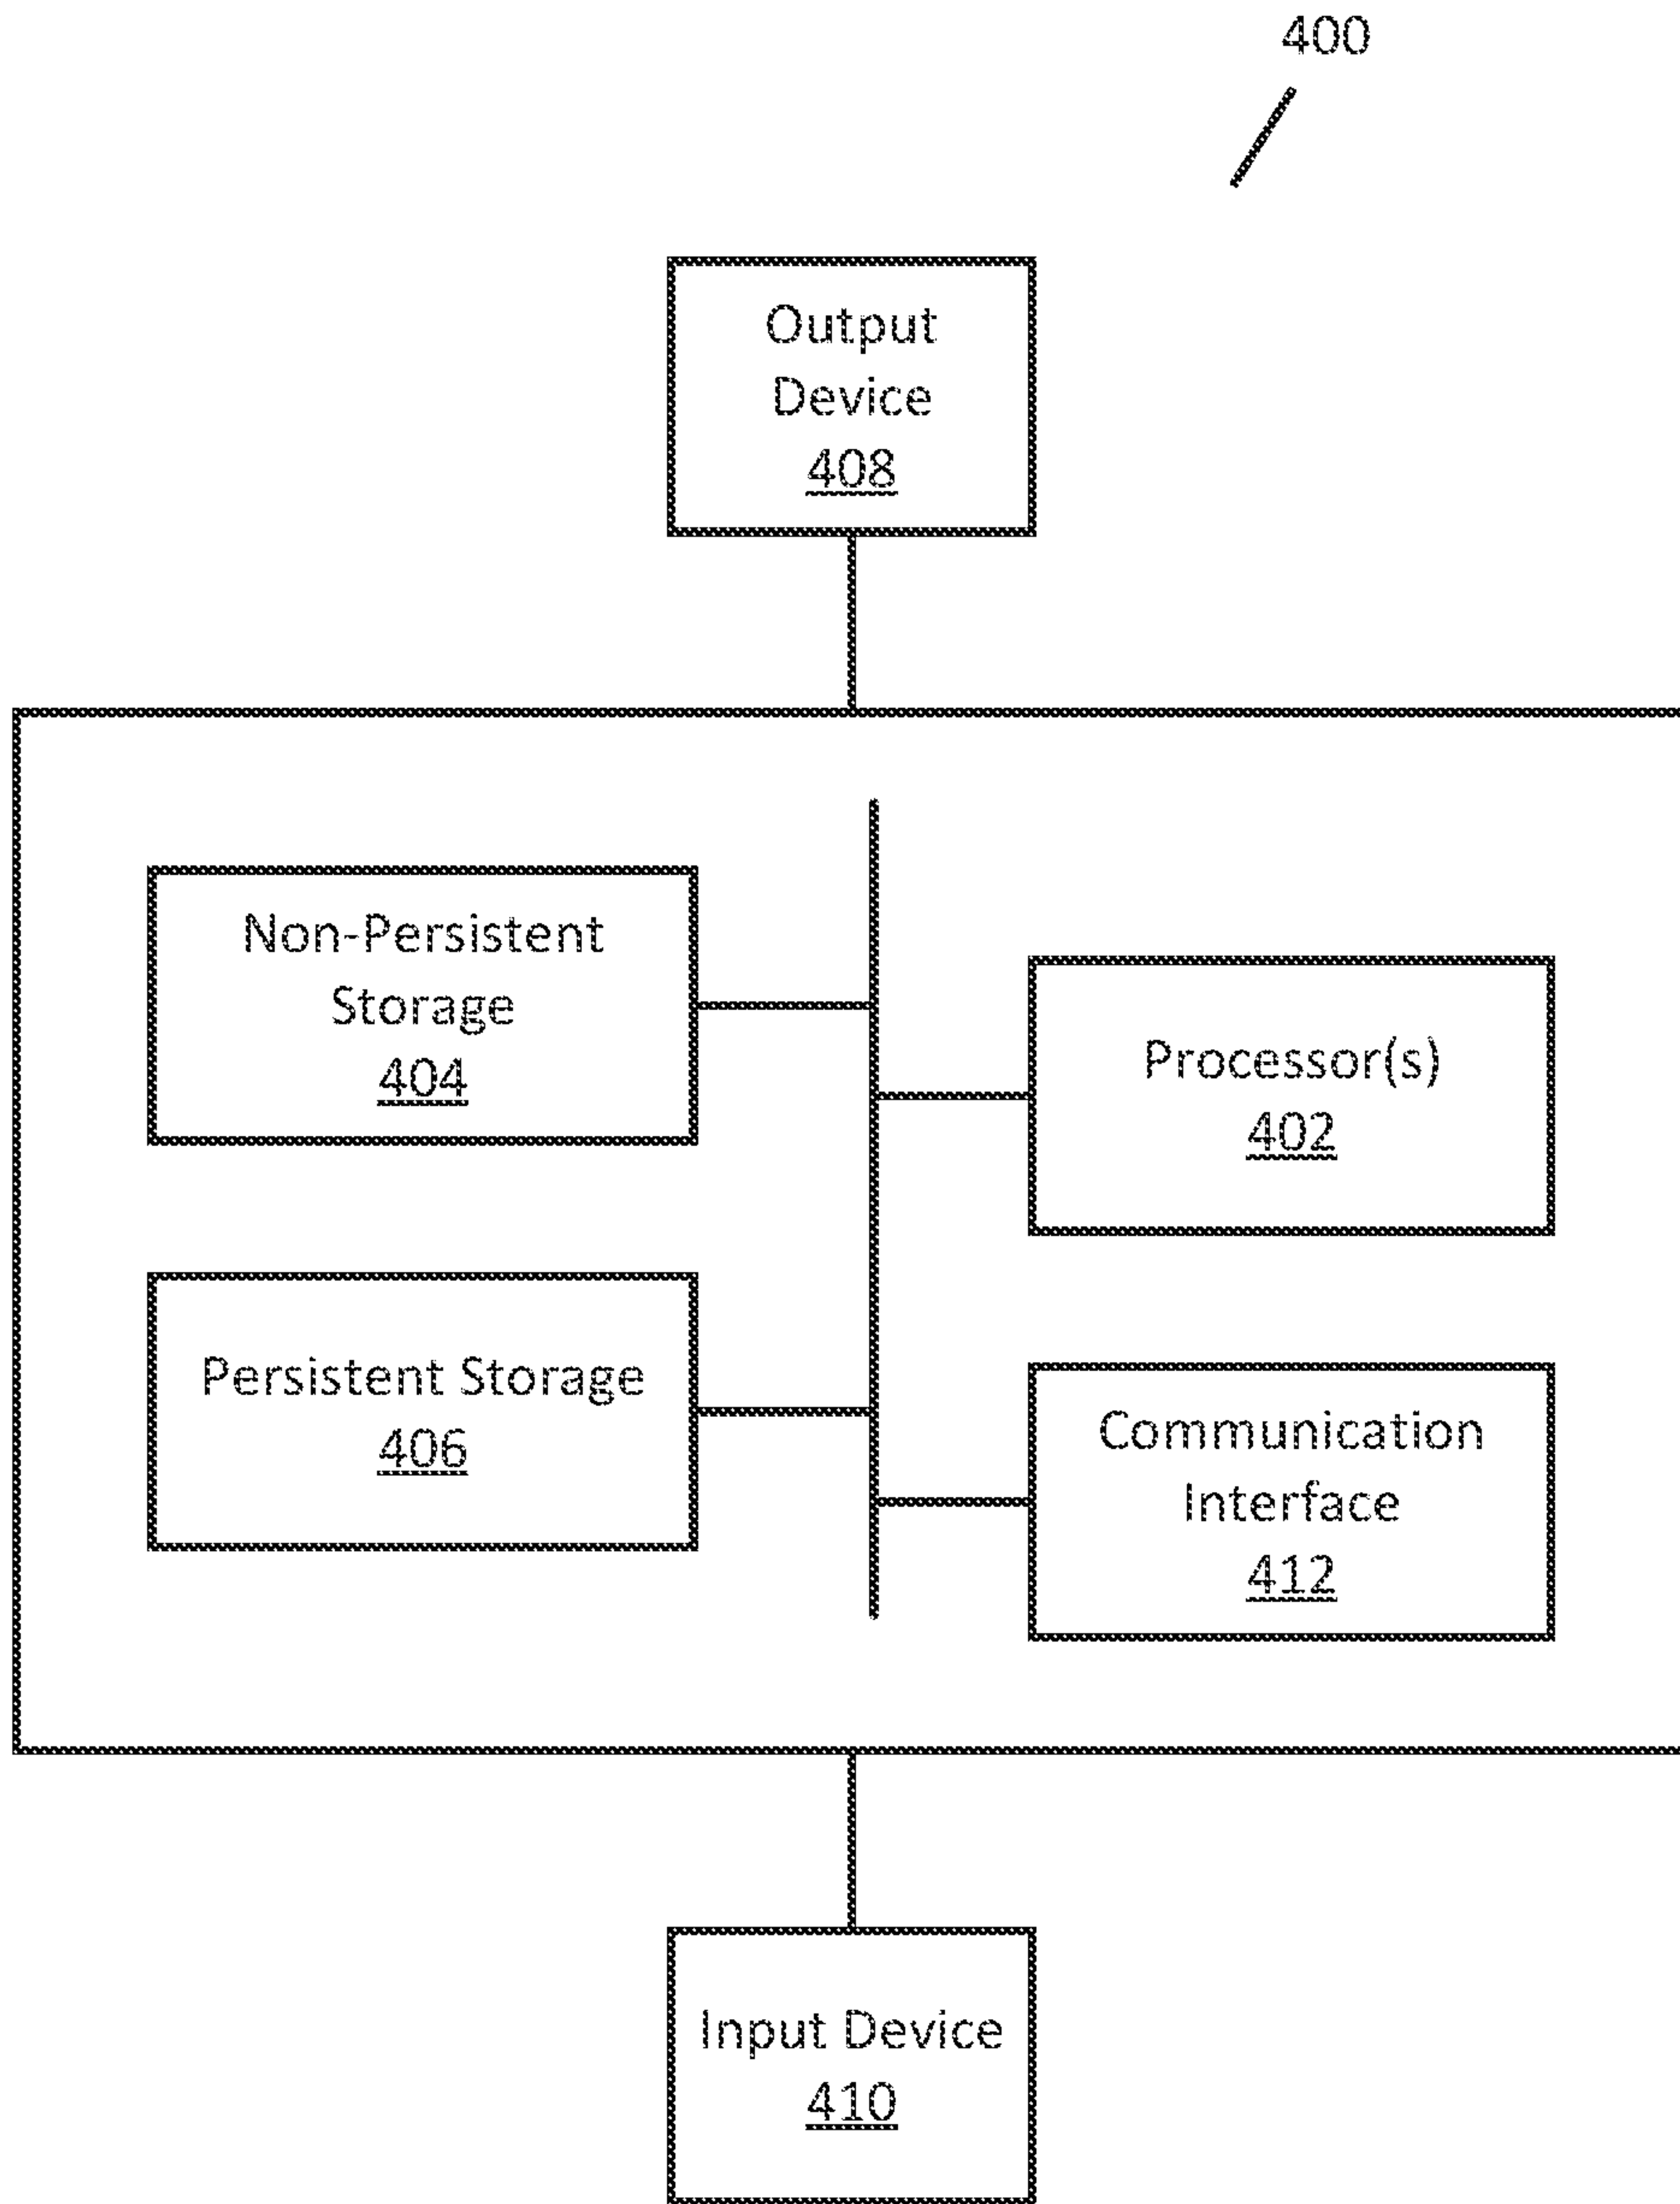 400
Output
Device
408
Non-Persistent
Storage
404
Processor(s)
402
Persistent Storage
406
Communication
Interface
412
Input Device
410